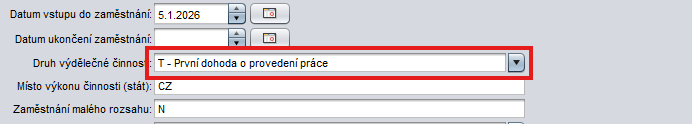 Datum vstupu do zaměstnání: 5.1.2026
Datum ukončení zaměstnání:
Druh výdělečné činnosti: T - První dohoda o provedení práce
Místo výkonu činnosti (stát): CZ
Zaměstnání malého rozsahu: N